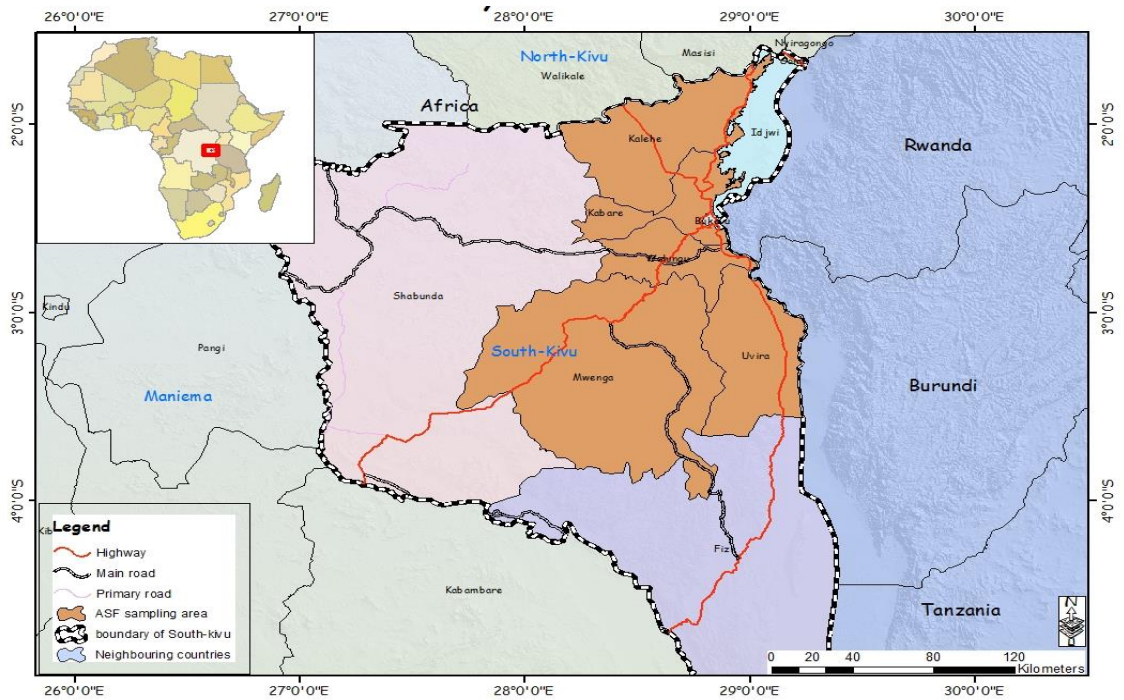 26°0'0"E 27°0'0"E 28°0'0"E 29°0'0"E 30°0'0"E
Nyiragongo
North-Kivu
Masisi
Walikale
Africa
2°0'0"S
2°0'0"S
Kalehe
Idjwi
Rwanda
Kabare
Shabunda
Kindu
3°0'0"S
3°0'0"S
Pangi
South-Kivu
Uvira
Mwenga
Burundi
Maniema
4°0'0"S
4°0'0"S
Legend
Kib
Highway
Fizi
Main road
Primary road
Kabambare
ASF sampling area
Tanzania
N
boundary of South-kivu
Neighbouring countries
0 20 40 80 120
Kilometers
26°0'0"E 27°0'0"E 28°0'0"E 29°0'0"E 30°0'0"E